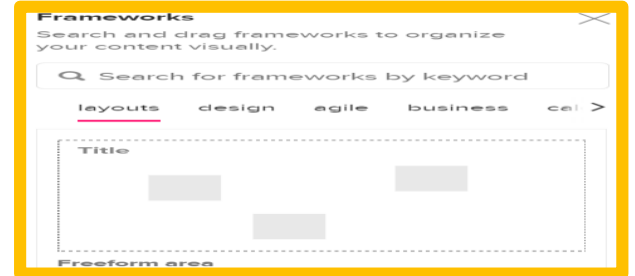 Frameworks
Search and drag frameworks to organize
your content visually.
Search for frameworks by keyword
layouts design agile business cal >
Title
Freeform area